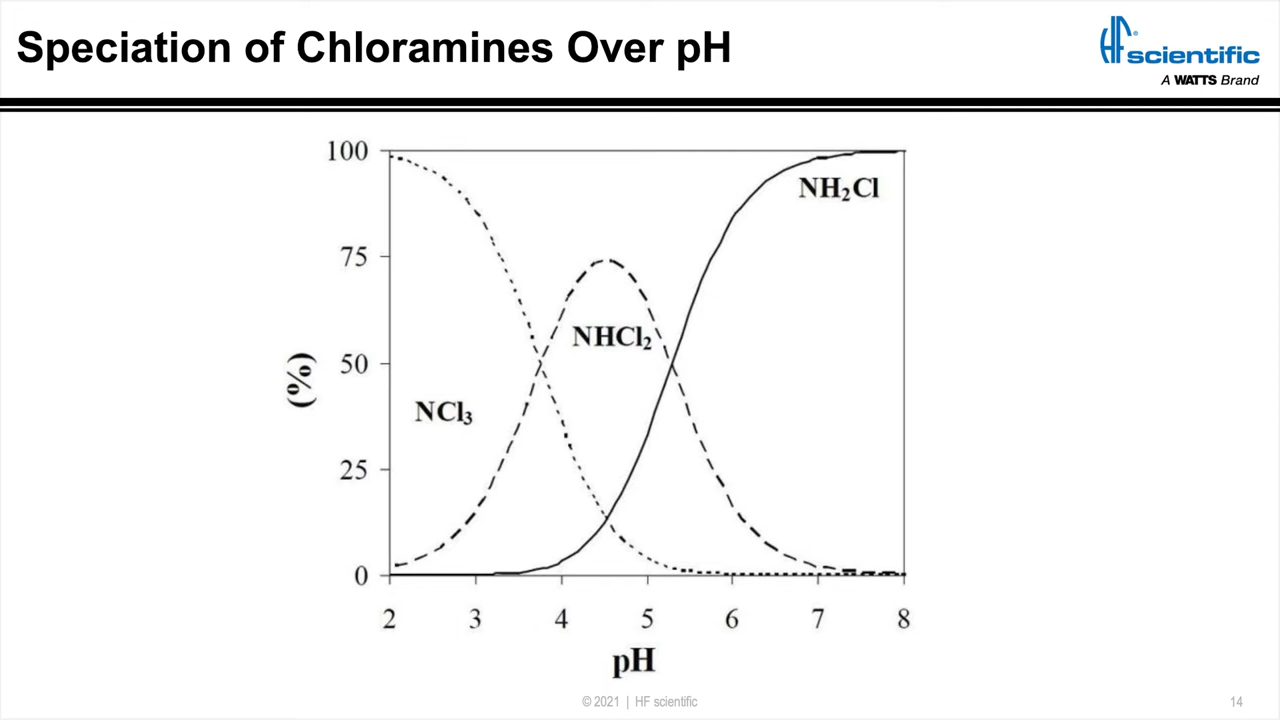 Speciation of Chloramines Over pH
HF scientific®
A WATTS Brand
100
75
50
25
0
(%)
NCl₃
NHCl₂
NH₂Cl
2 3 4 5 6 7 8
pH
© 2021 | HF scientific
14